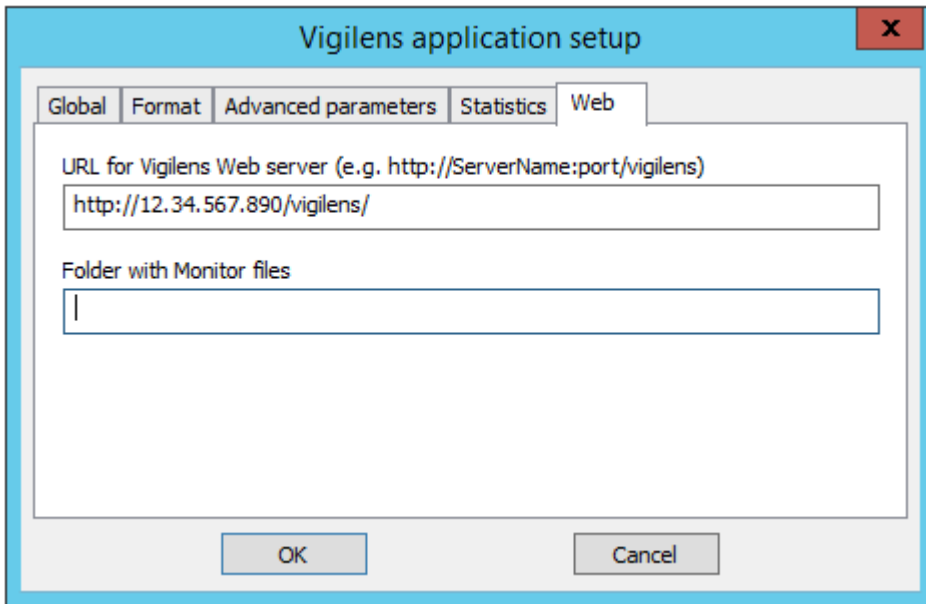 Vigilens application setup
x
Global Format Advanced parameters Statistics Web
URL for Vigilens Web server (e.g. http://ServerName:port/vigilens)
http://12.34.567.890/vigilens/
Folder with Monitor files
OK Cancel